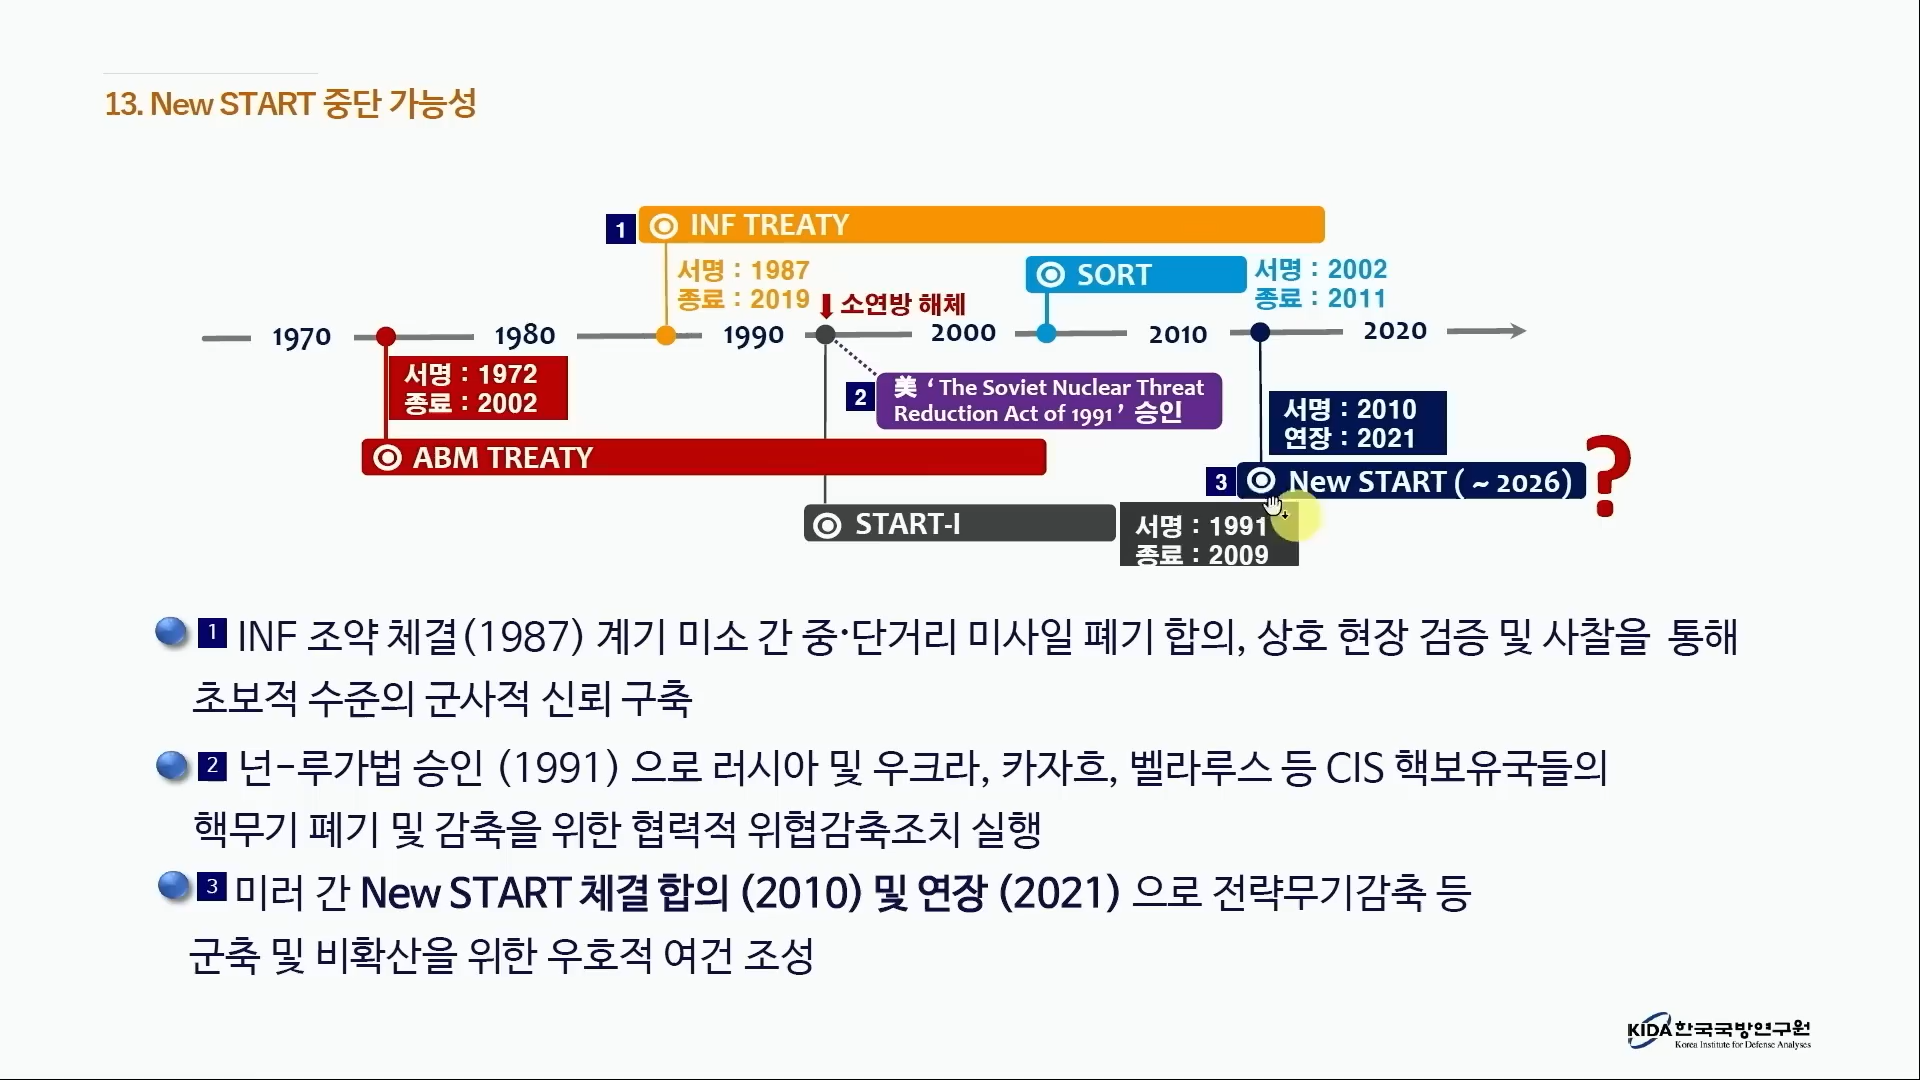 13. New START 중단 가능성
1 INF TREATY
서명 : 1987
종료 : 2019
SORT
서명 : 2002
종료 : 2011
소연방 해체
1970 1980 1990 2000 2010 2020
서명 : 1972
종료 : 2002
ABM TREATY
2 美 ‘ The Soviet Nuclear Threat
Reduction Act of 1991 ’ 승인
서명 : 2010
연장 : 2021
3 New START ( ~ 2026) ?
START-I
서명 : 1991
종료 : 2009
1 INF 조약 체결(1987) 계기 미소 간 중·단거리 미사일 폐기 합의, 상호 현장 검증 및 사찰을 통해
초보적 수준의 군사적 신뢰 구축
2 넌-루가법 승인 (1991) 으로 러시아 및 우크라, 카자흐, 벨라루스 등 CIS 핵보유국들의
핵무기 폐기 및 감축을 위한 협력적 위협감축조치 실행
3 미러 간 New START 체결 합의 (2010) 및 연장 (2021) 으로 전략무기감축 등
군축 및 비확산을 위한 우호적 여건 조성
KIDA 한국국방연구원
Korea Institute for Defense Analyses